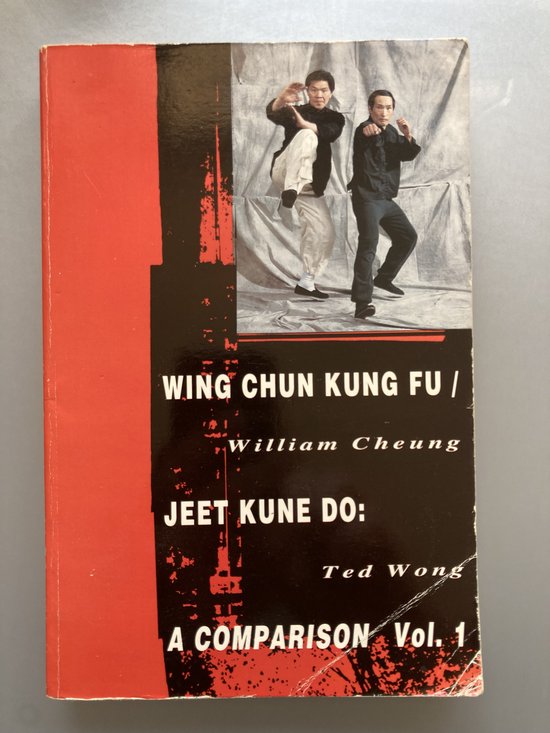 WING CHUN KUNG FU /
William Cheung
JEET KUNE DO:
Ted Wong
A COMPARISON Vol. 1